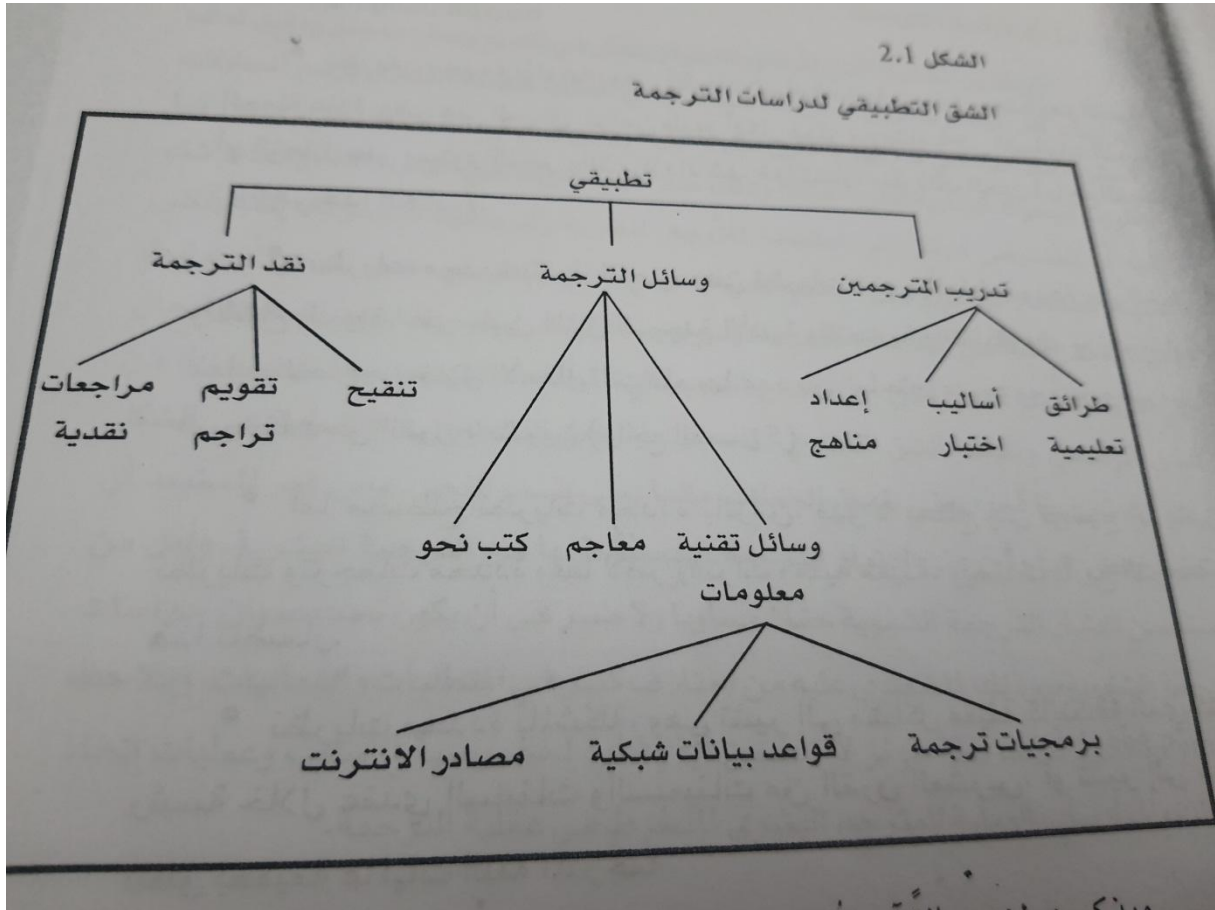 الشكل 2.1
الشق التطبيقي لدراسات الترجمة
تطبيقي
تدريب المترجمين
وسائل الترجمة
نقد الترجمة
طرائق تعليمية
أساليب اختبار
إعداد مناهج
تنقيح
تقويم تراجم
مراجعات نقدية
وسائل تقنية معلومات
معاجم
كتب نحو
برمجيات ترجمة
قواعد بيانات شبكية
مصادر الانترنت